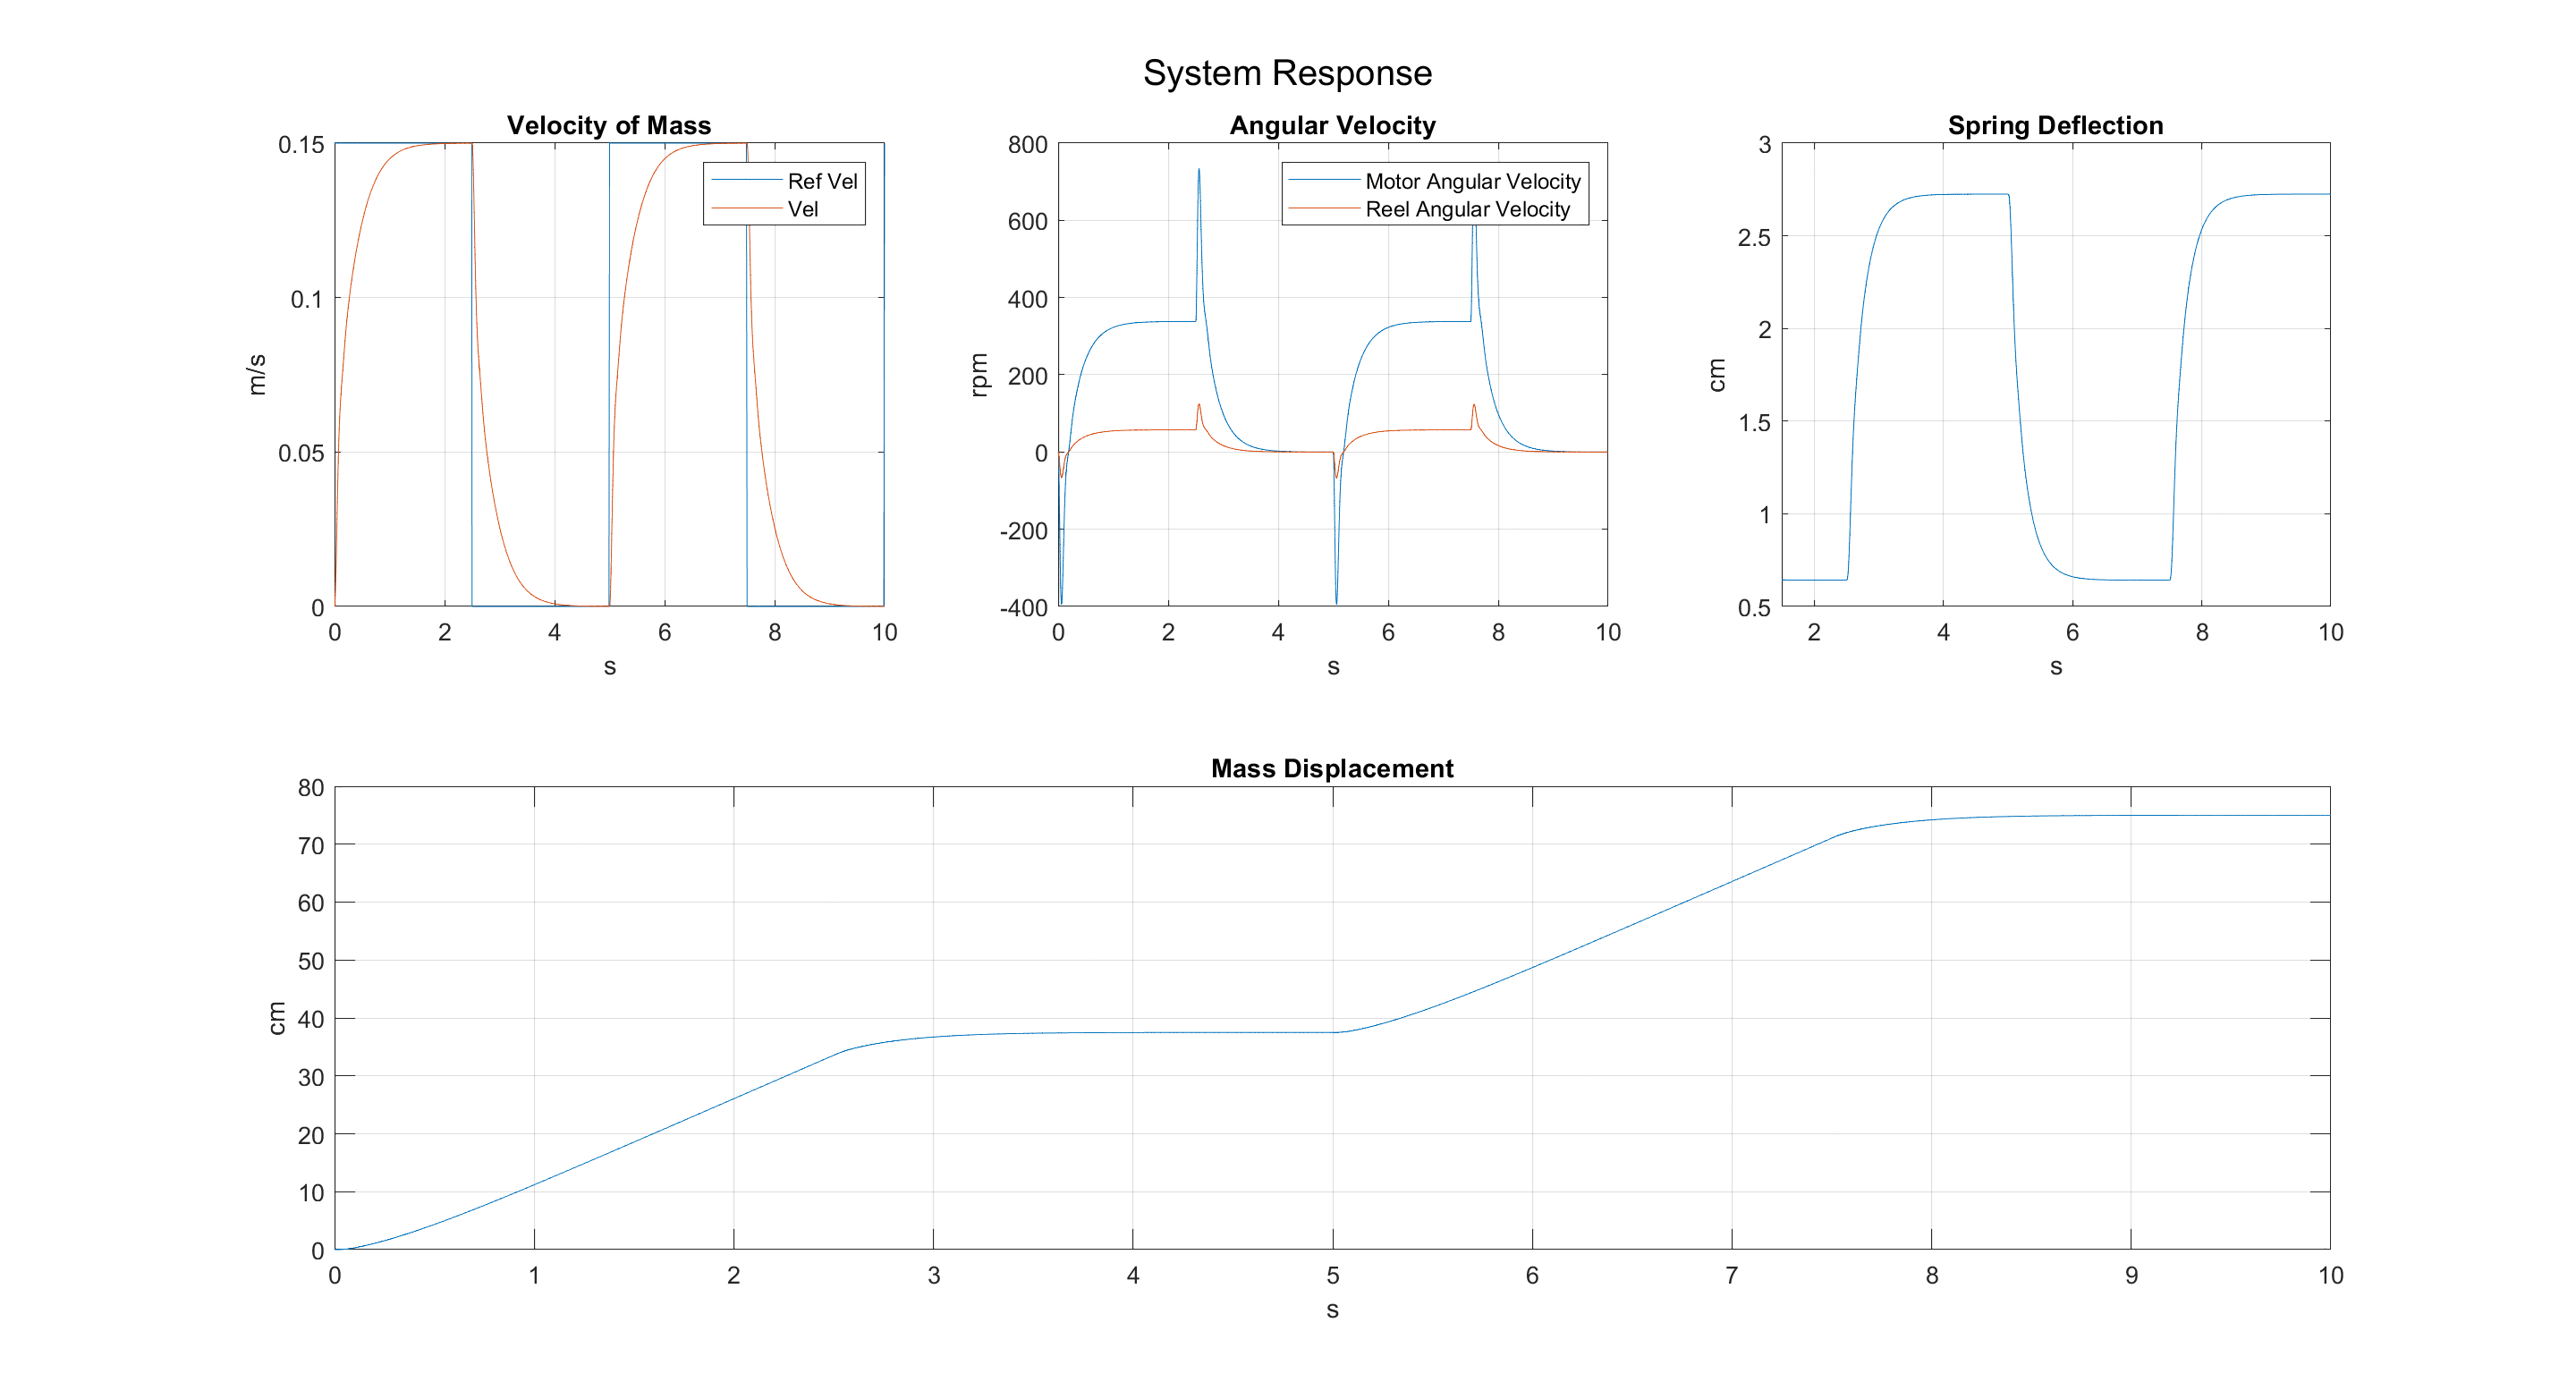 System Response
Velocity of Mass
0.15
0.1
0.05
0
m/s
Ref Vel
Vel
0 2 4 6 8 10
s
Angular Velocity
800
600
400
200
0
-200
-400
rpm
Motor Angular Velocity
Reel Angular Velocity
0 2 4 6 8 10
s
Spring Deflection
3
2.5
2
1.5
1
0.5
cm
2 4 6 8 10
s
Mass Displacement
80
70
60
50
40
30
20
10
0
cm
0 1 2 3 4 5 6 7 8 9 10
s